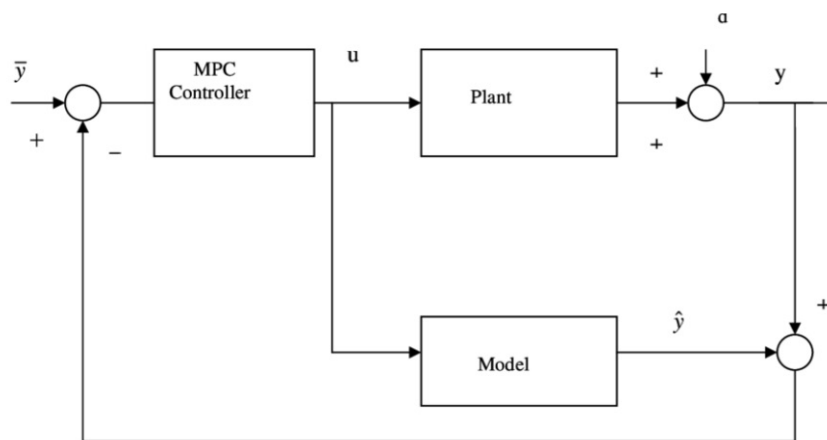 ȳ
+
−
MPC
Controller
u
Plant
+
+
y
Model
ŷ
+